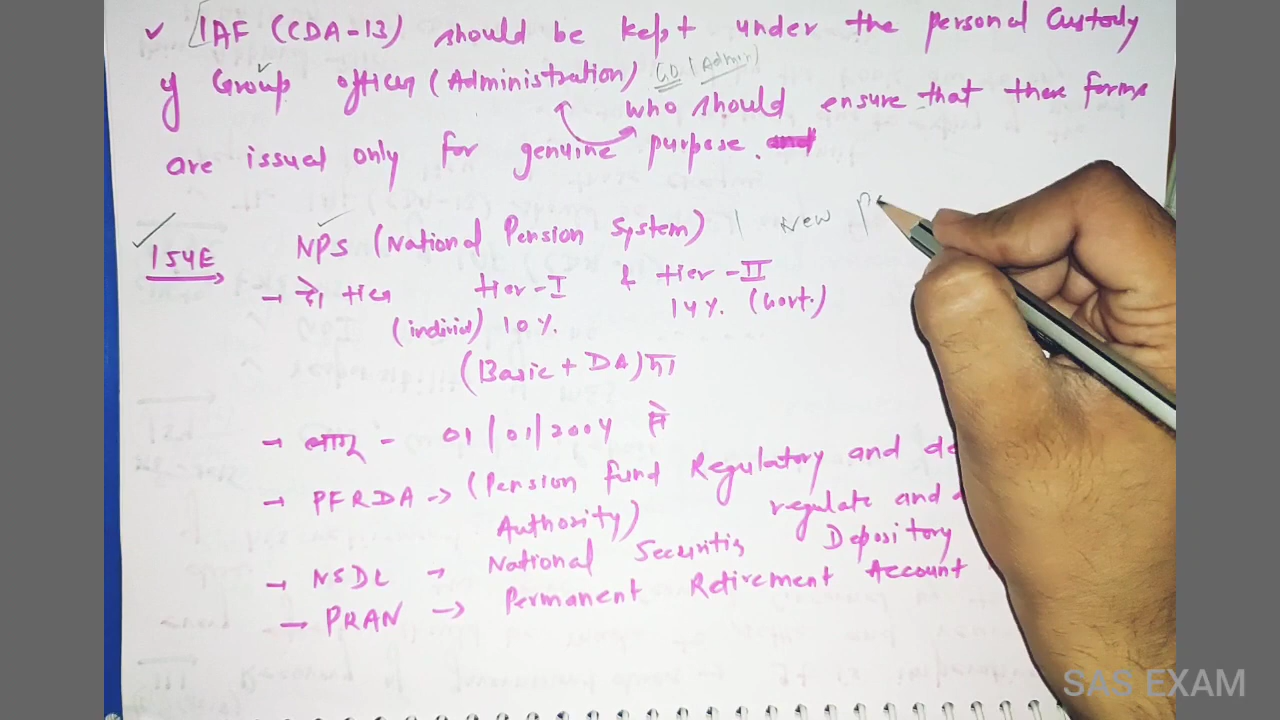 ✓ IAF (CDA-13) should be kept under the personal Custody
of Group officer (Administration) GO (Admin)
who should ensure that these forms
are issued only for genuine purpose.
154E NPS (National Pension System) | New P
→ tier tier-I & tier-II
(individual) 10%. 14%. (Govt.)
(Basic + DA) का
→ लागू - 01/01/2004 से
→ PFRDA → (Pension fund Regulatory and de
Authority) regulate and
→ NSDL → National Securities Depository
→ PRAN → Permanent Retirement Account
SAS EXAM